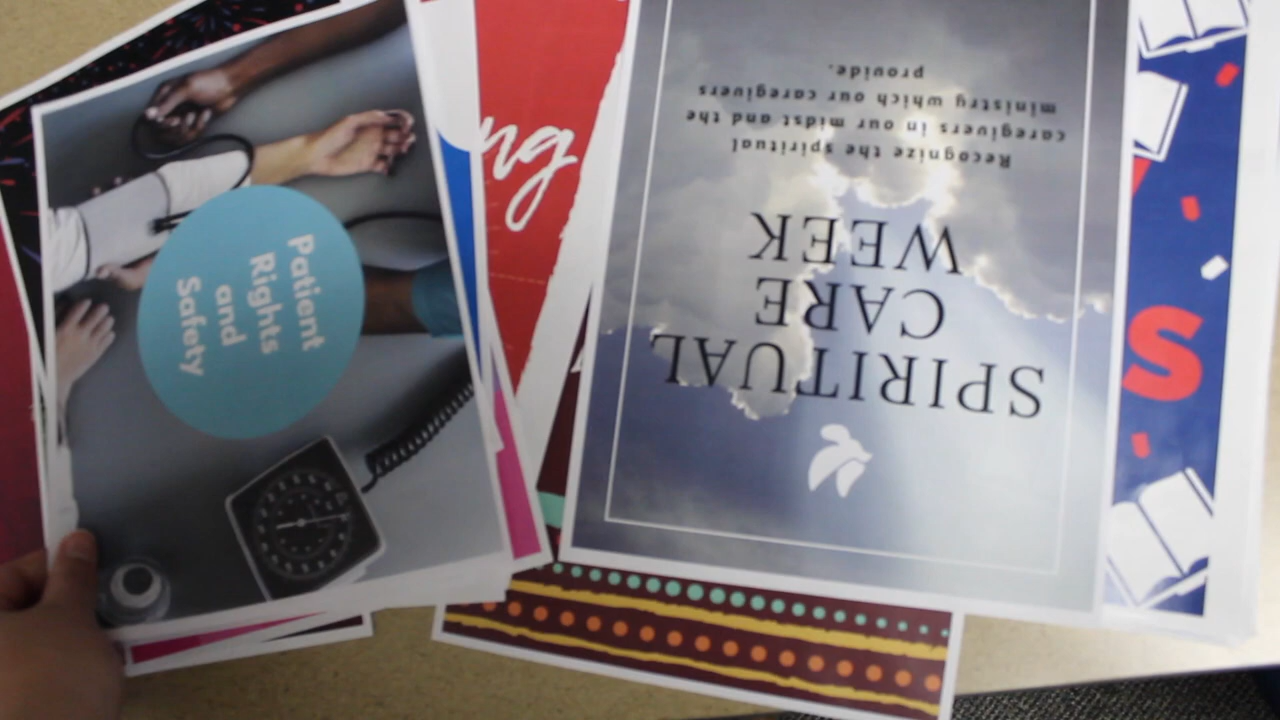 Patient
Rights
and
Safety
ng
SPIRITUAL
CARE
WEEK
Recognize the spiritual
caregivers in our midst and the
ministry which our caregivers
provide.
S